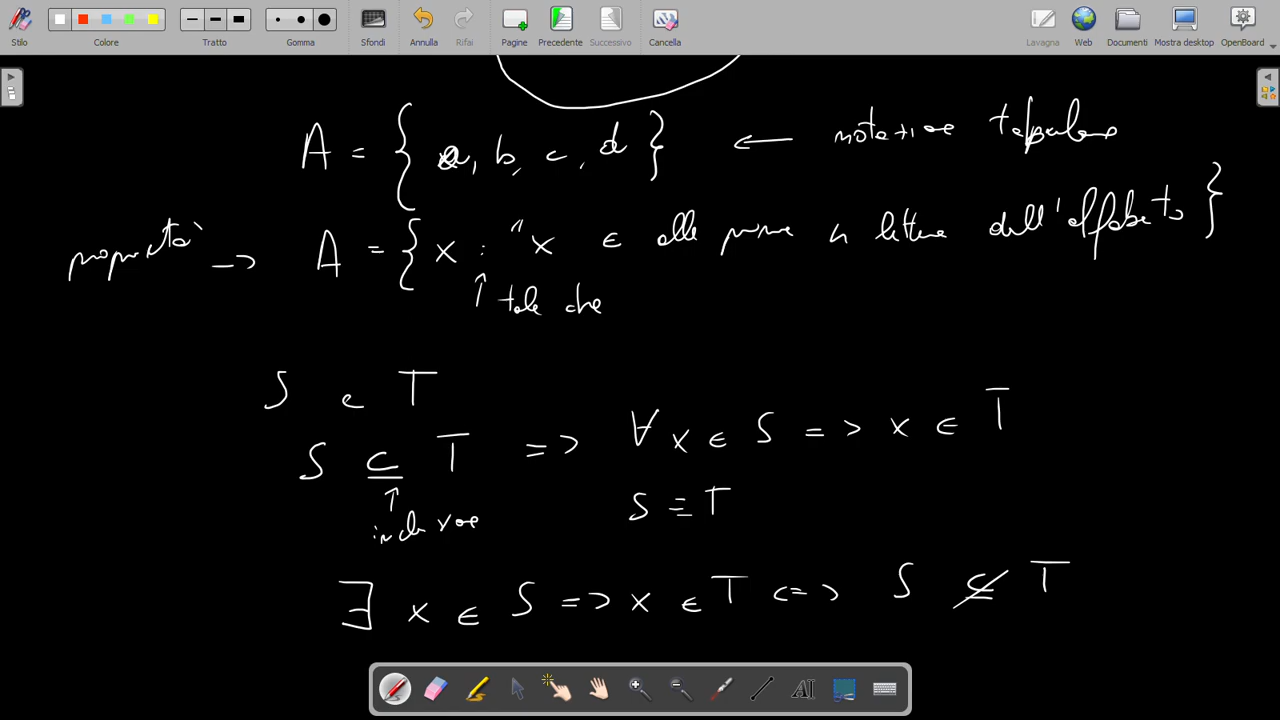 Stilo Colore Tratto Gomma Sfondi Annulla Rifai Pagine Precedente Successivo Cancella Lavagna Web Documenti Mostra desktop OpenBoard
A = { a, b, c, d } ← notazione tabulare
proprietà → A = { x : "x ∈ alle prime n lettere dell'alfabeto }
↑ tale che
S e T
S ⊆ T => ∀ x ∈ S => x ∈ T
↑
inclusione
S ≡ T
∃ x ∈ S => x ∈ T <=> S ⊈ T